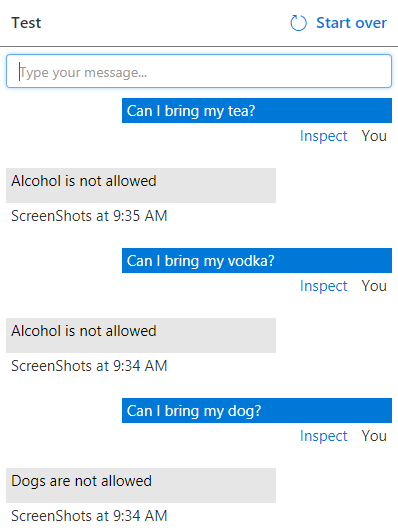 Test
Start over
Type your message...
Can I bring my tea?
Inspect You
Alcohol is not allowed
ScreenShots at 9:35 AM
Can I bring my vodka?
Inspect You
Alcohol is not allowed
ScreenShots at 9:34 AM
Can I bring my dog?
Inspect You
Dogs are not allowed
ScreenShots at 9:34 AM